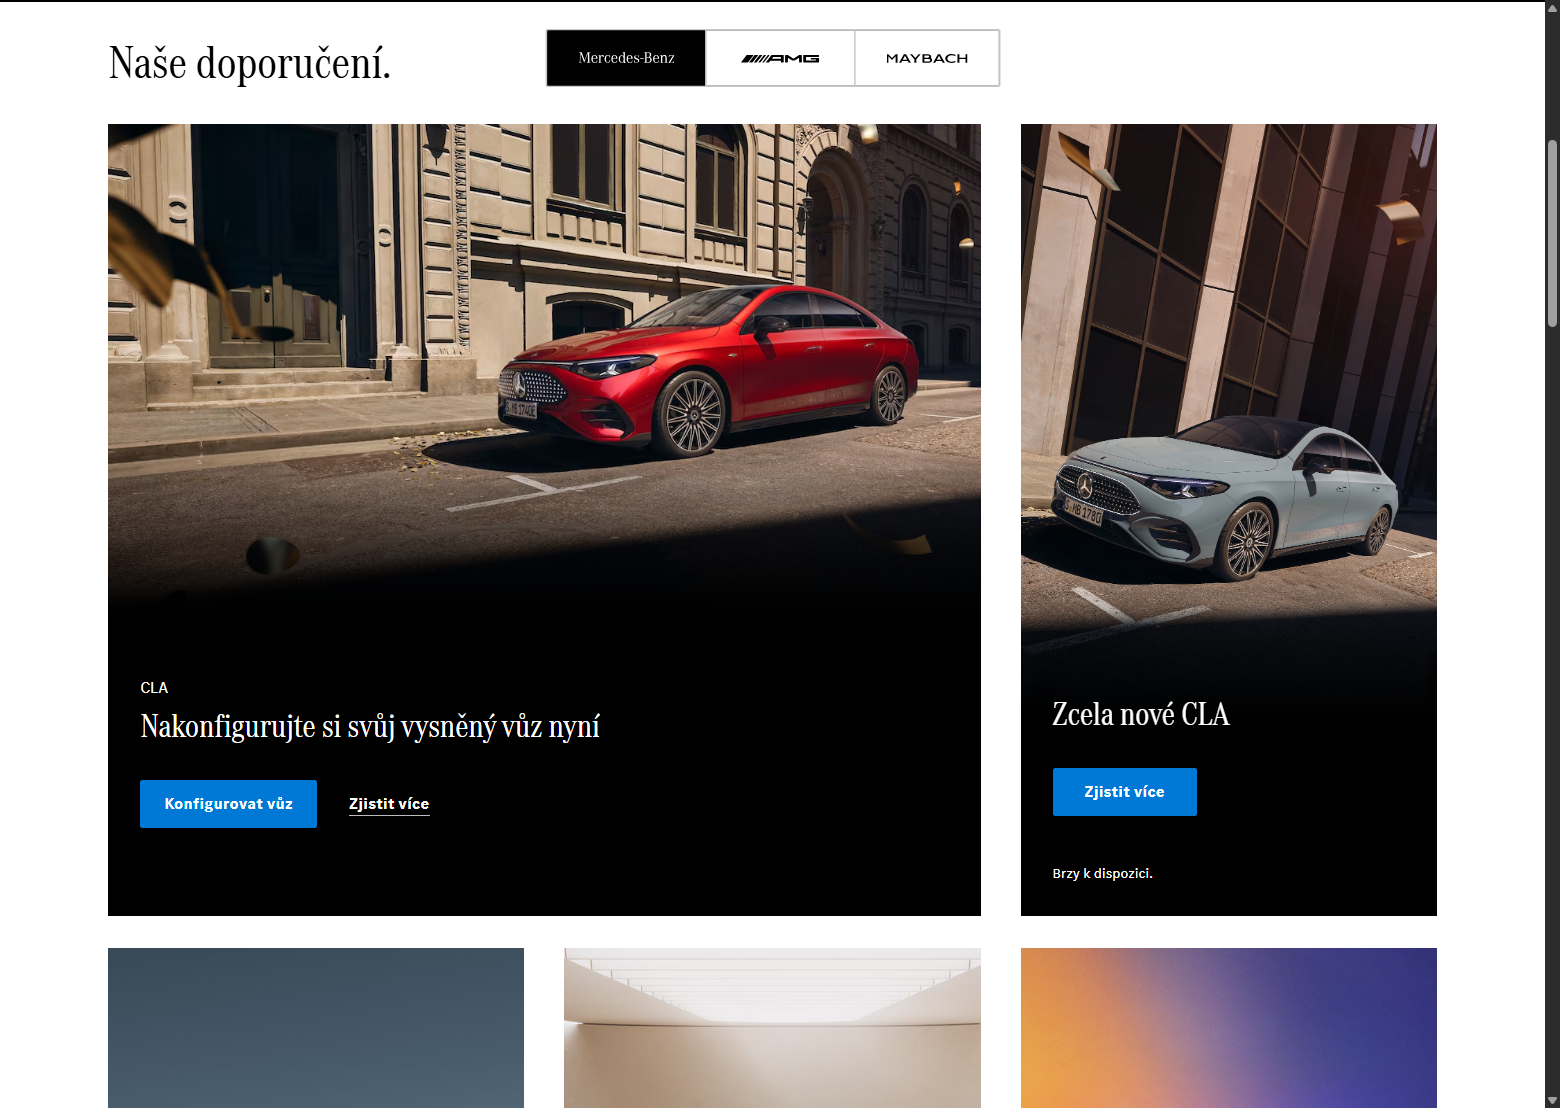 Naše doporučení.
Mercedes-Benz
AMG
MAYBACH
CLA
Nakonfigurujte si svůj vysněný vůz nyní
Konfigurovat vůz
Zjistit více
Zcela nové CLA
Zjistit více
Brzy k dispozici.